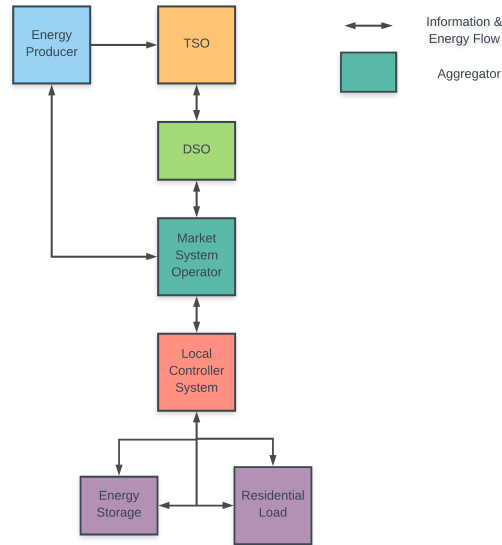 Energy
Producer
TSO
Information &
Energy Flow
Aggregator
DSO
Market
System
Operator
Local
Controller
System
Energy
Storage
Residential
Load